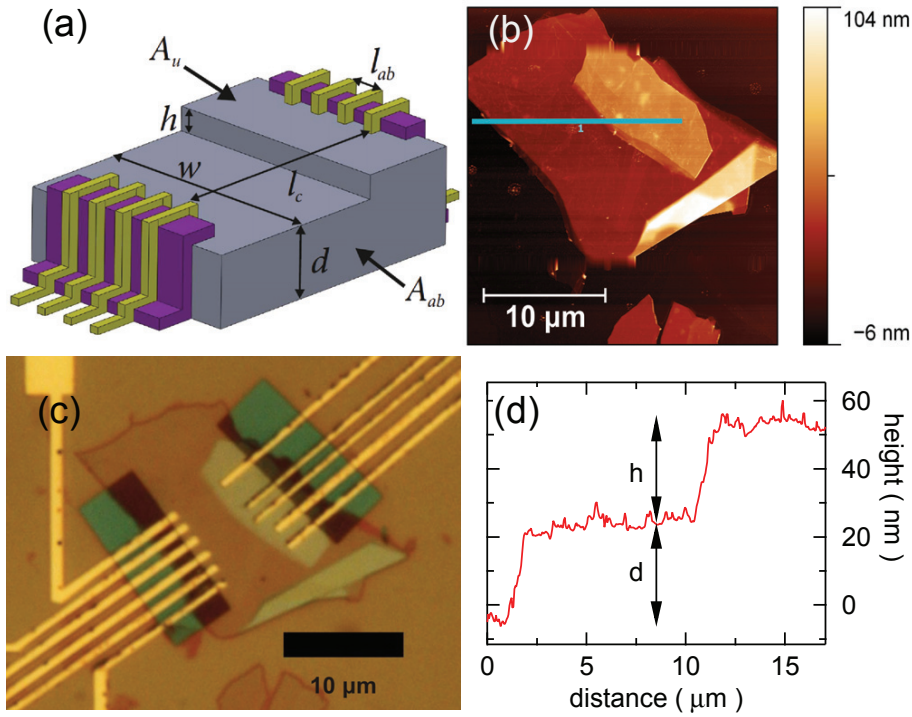 (a)
A_u
l_ab
h
w
l_c
d
A_ab
(b)
1
10 μm
104 nm
−6 nm
(c)
10 μm
(d)
h
d
60
40
20
0
height ( nm )
0
5
10
15
distance ( μm )